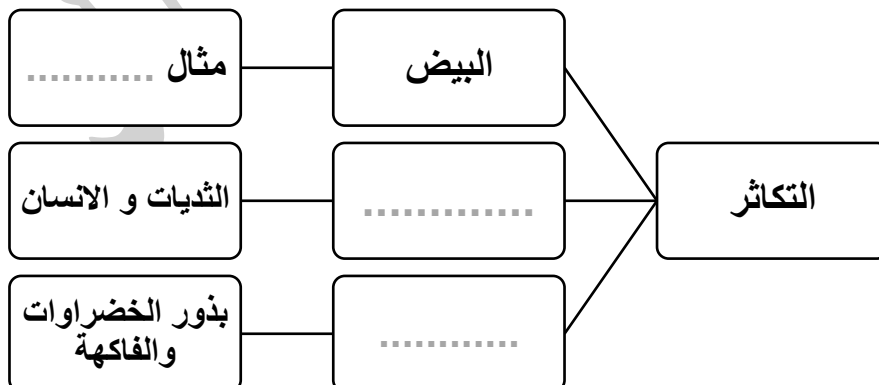 التكاثر
البيض
مثال ...........
.............
الثديات و الانسان
............
بذور الخضراوات
والفاكهة